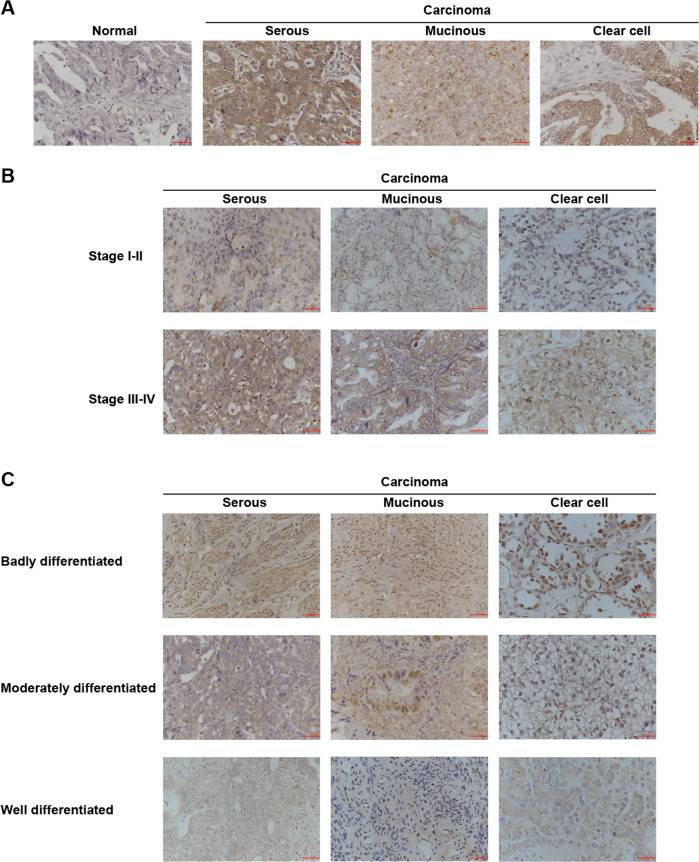 A
Carcinoma
Normal Serous Mucinous Clear cell
B
Carcinoma
Serous Mucinous Clear cell
Stage I-II
Stage III-IV
C
Carcinoma
Serous Mucinous Clear cell
Badly differentiated
Moderately differentiated
Well differentiated